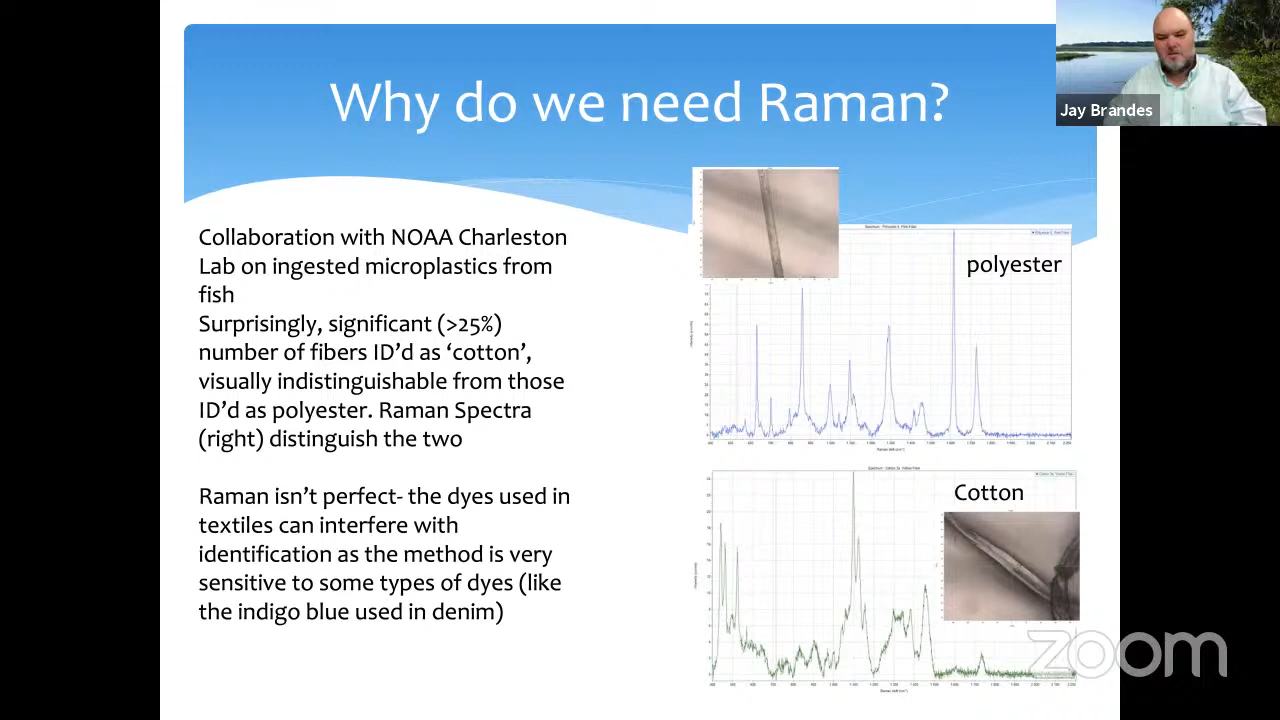 Why do we need Raman?
Jay Brandes
Collaboration with NOAA Charleston
Lab on ingested microplastics from
fish
Surprisingly, significant (>25%)
number of fibers ID’d as ‘cotton’,
visually indistinguishable from those
ID’d as polyester. Raman Spectra
(right) distinguish the two
Raman isn’t perfect- the dyes used in
textiles can interfere with
identification as the method is very
sensitive to some types of dyes (like
the indigo blue used in denim)
polyester
Cotton
zoom